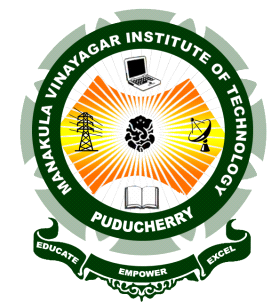 MANAKULA VINAYAGAR INSTITUTE OF TECHNOLOGY
PUDUCHERRY
EDUCATE
EMPOWER
EXCEL